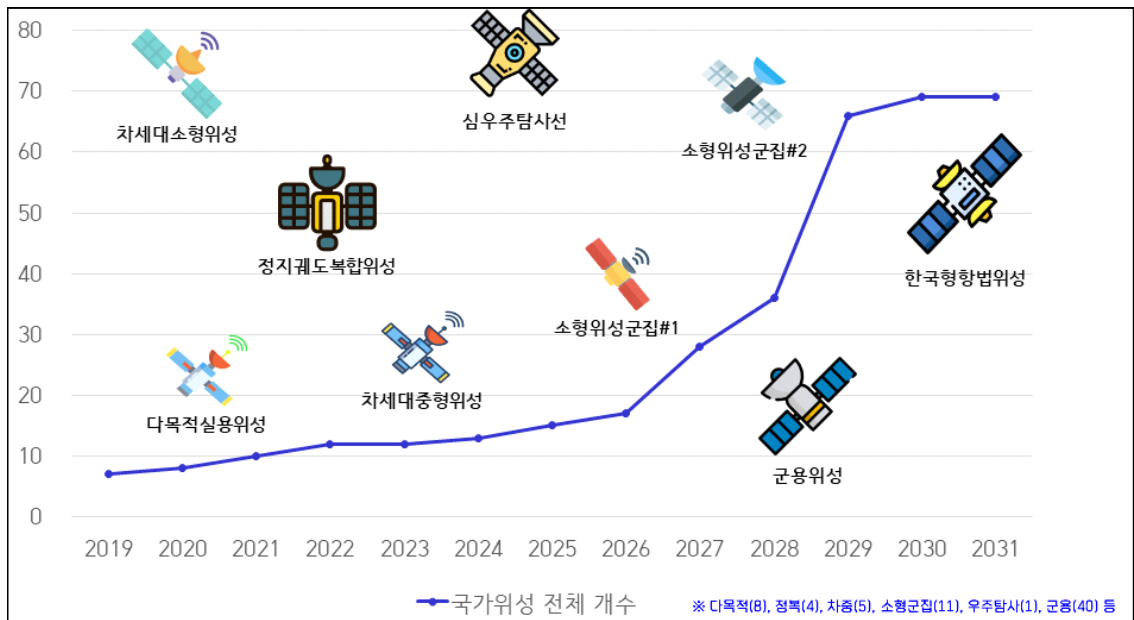 80
차세대소형위성
심우주탐사선
70
소형위성군집#2
60
정지궤도복합위성
50
한국형항법위성
40
소형위성군집#1
30
차세대중형위성
20
다목적실용위성
군용위성
10
0
2019 2020 2021 2022 2023 2024 2025 2026 2027 2028 2029 2030 2031
국가위성 전체 개수
※ 다목적(8), 정복(4), 차중(5), 소형군집(11), 우주탐사(1), 군용(40) 등